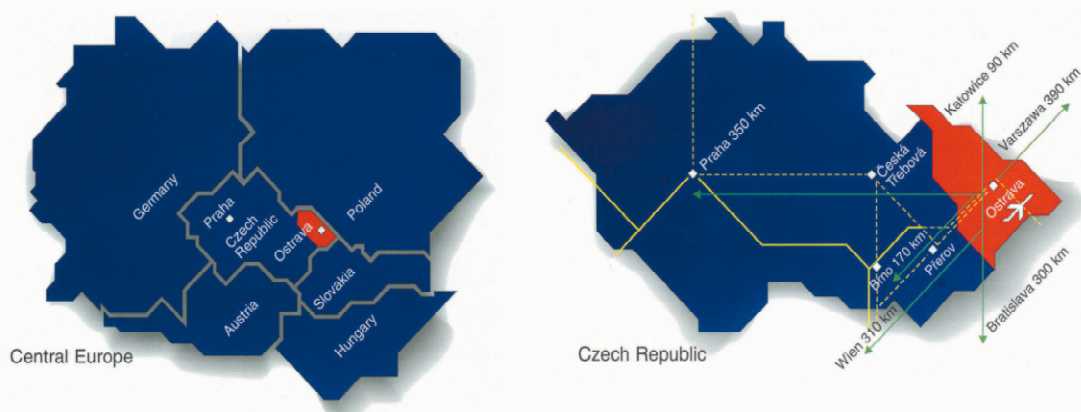 Germany
Praha
Czech
Republic
Ostrava
Poland
Slovakia
Austria
Hungary
Central Europe
Katowice 90 km
Varszawa 390 km
Praha 350 km
Česká
Třebová
Ostrava
Brno 170 km
Přerov
Wien 310 km
Bratislava 300 km
Czech Republic